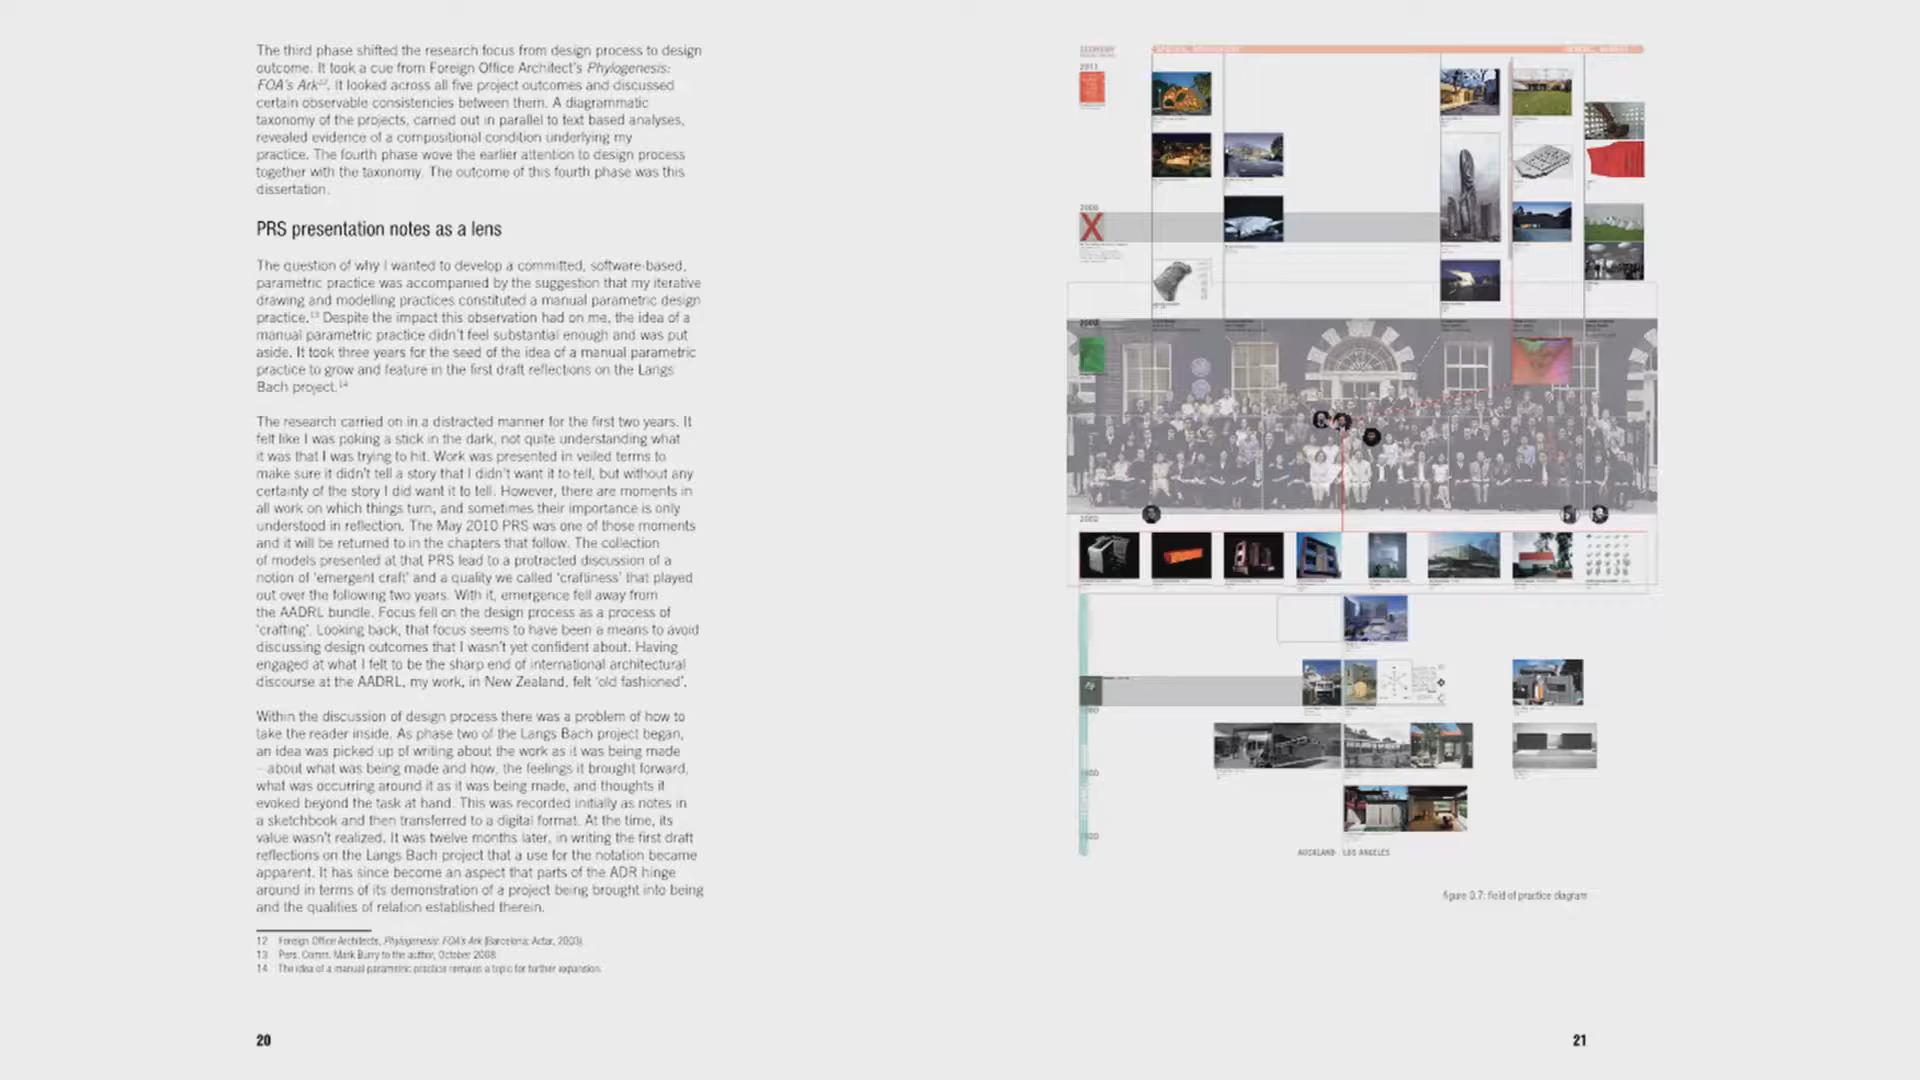 The third phase shifted the research focus from design process to design
outcome. It took a cue from Foreign Office Architect's Phylogenesis:
FOA's Ark¹². It looked across all five project outcomes and discussed
certain observable consistencies between them. A diagrammatic
taxonomy of the projects, carried out in parallel to text based analyses,
revealed evidence of a compositional condition underlying my
practice. The fourth phase wove the earlier attention to design process
together with the taxonomy. The outcome of this fourth phase was this
dissertation.
PRS presentation notes as a lens
The question of why I wanted to develop a committed, software-based,
parametric practice was accompanied by the suggestion that my iterative
drawing and modelling practices constituted a manual parametric design
practice.¹³ Despite the impact this observation had on me, the idea of a
manual parametric practice didn't feel substantial enough and was put
aside. It took three years for the seed of the idea of a manual parametric
practice to grow and feature in the first draft reflections on the Langs
Bach project.¹⁴
The research carried on in a distracted manner for the first two years. It
felt like I was poking a stick in the dark, not quite understanding what
it was that I was trying to hit. Work was presented in veiled terms to
make sure it didn't tell a story that I didn't want it to tell, but without any
certainty of the story I did want it to tell. However, there are moments in
all work on which things turn, and sometimes their importance is only
understood in reflection. The May 2010 PRS was one of those moments
and it will be returned to in the chapters that follow. The collection
of models presented at that PRS lead to a protracted discussion of a
notion of 'emergent craft' and a quality we called 'craftiness' that played
out over the following two years. With it, emergence fell away from
the AADRL bundle. Focus fell on the design process as a process of
'crafting'. Looking back, that focus seems to have been a means to avoid
discussing design outcomes that I wasn't yet confident about. Having
engaged at what I felt to be the sharp end of international architectural
discourse at the AADRL, my work, in New Zealand, felt 'old fashioned'.
Within the discussion of design process there was a problem of how to
take the reader inside. As phase two of the Langs Bach project began,
an idea was picked up of writing about the work as it was being made
– about what was being made and how, the feelings it brought forward,
what was occurring around it as it was being made, and thoughts it
evoked beyond the task at hand. This was recorded initially as notes in
a sketchbook and then transferred to a digital format. At the time, its
value wasn't realized. It was twelve months later, in writing the first draft
reflections on the Langs Bach project that a use for the notation became
apparent. It has since become an aspect that parts of the ADR hinge
around in terms of its demonstration of a project being brought into being
and the qualities of relation established therein.
12 Foreign Office Architects, Phylogenesis: FOA's Ark (Barcelona: Actar, 2003).
13 Pers. Comm. Mark Burry to the author, October 2008.
14 The idea of a manual parametric practice remains a topic for further expansion.
20
ECONOMY
2011
X
2002
AUCKLAND LOS ANGELES
figure 0.7: field of practice diagram
21